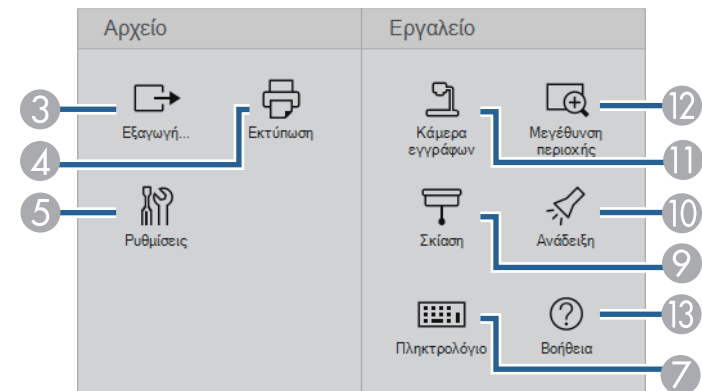 Αρχείο
Εργαλείο
3
Εξαγωγή...
4
Εκτύπωση
5
Ρυθμίσεις
Κάμερα
εγγράφων
11
Μεγέθυνση
περιοχής
12
Σκίαση
9
Ανάδειξη
10
Πληκτρολόγιο
7
Βοήθεια
13